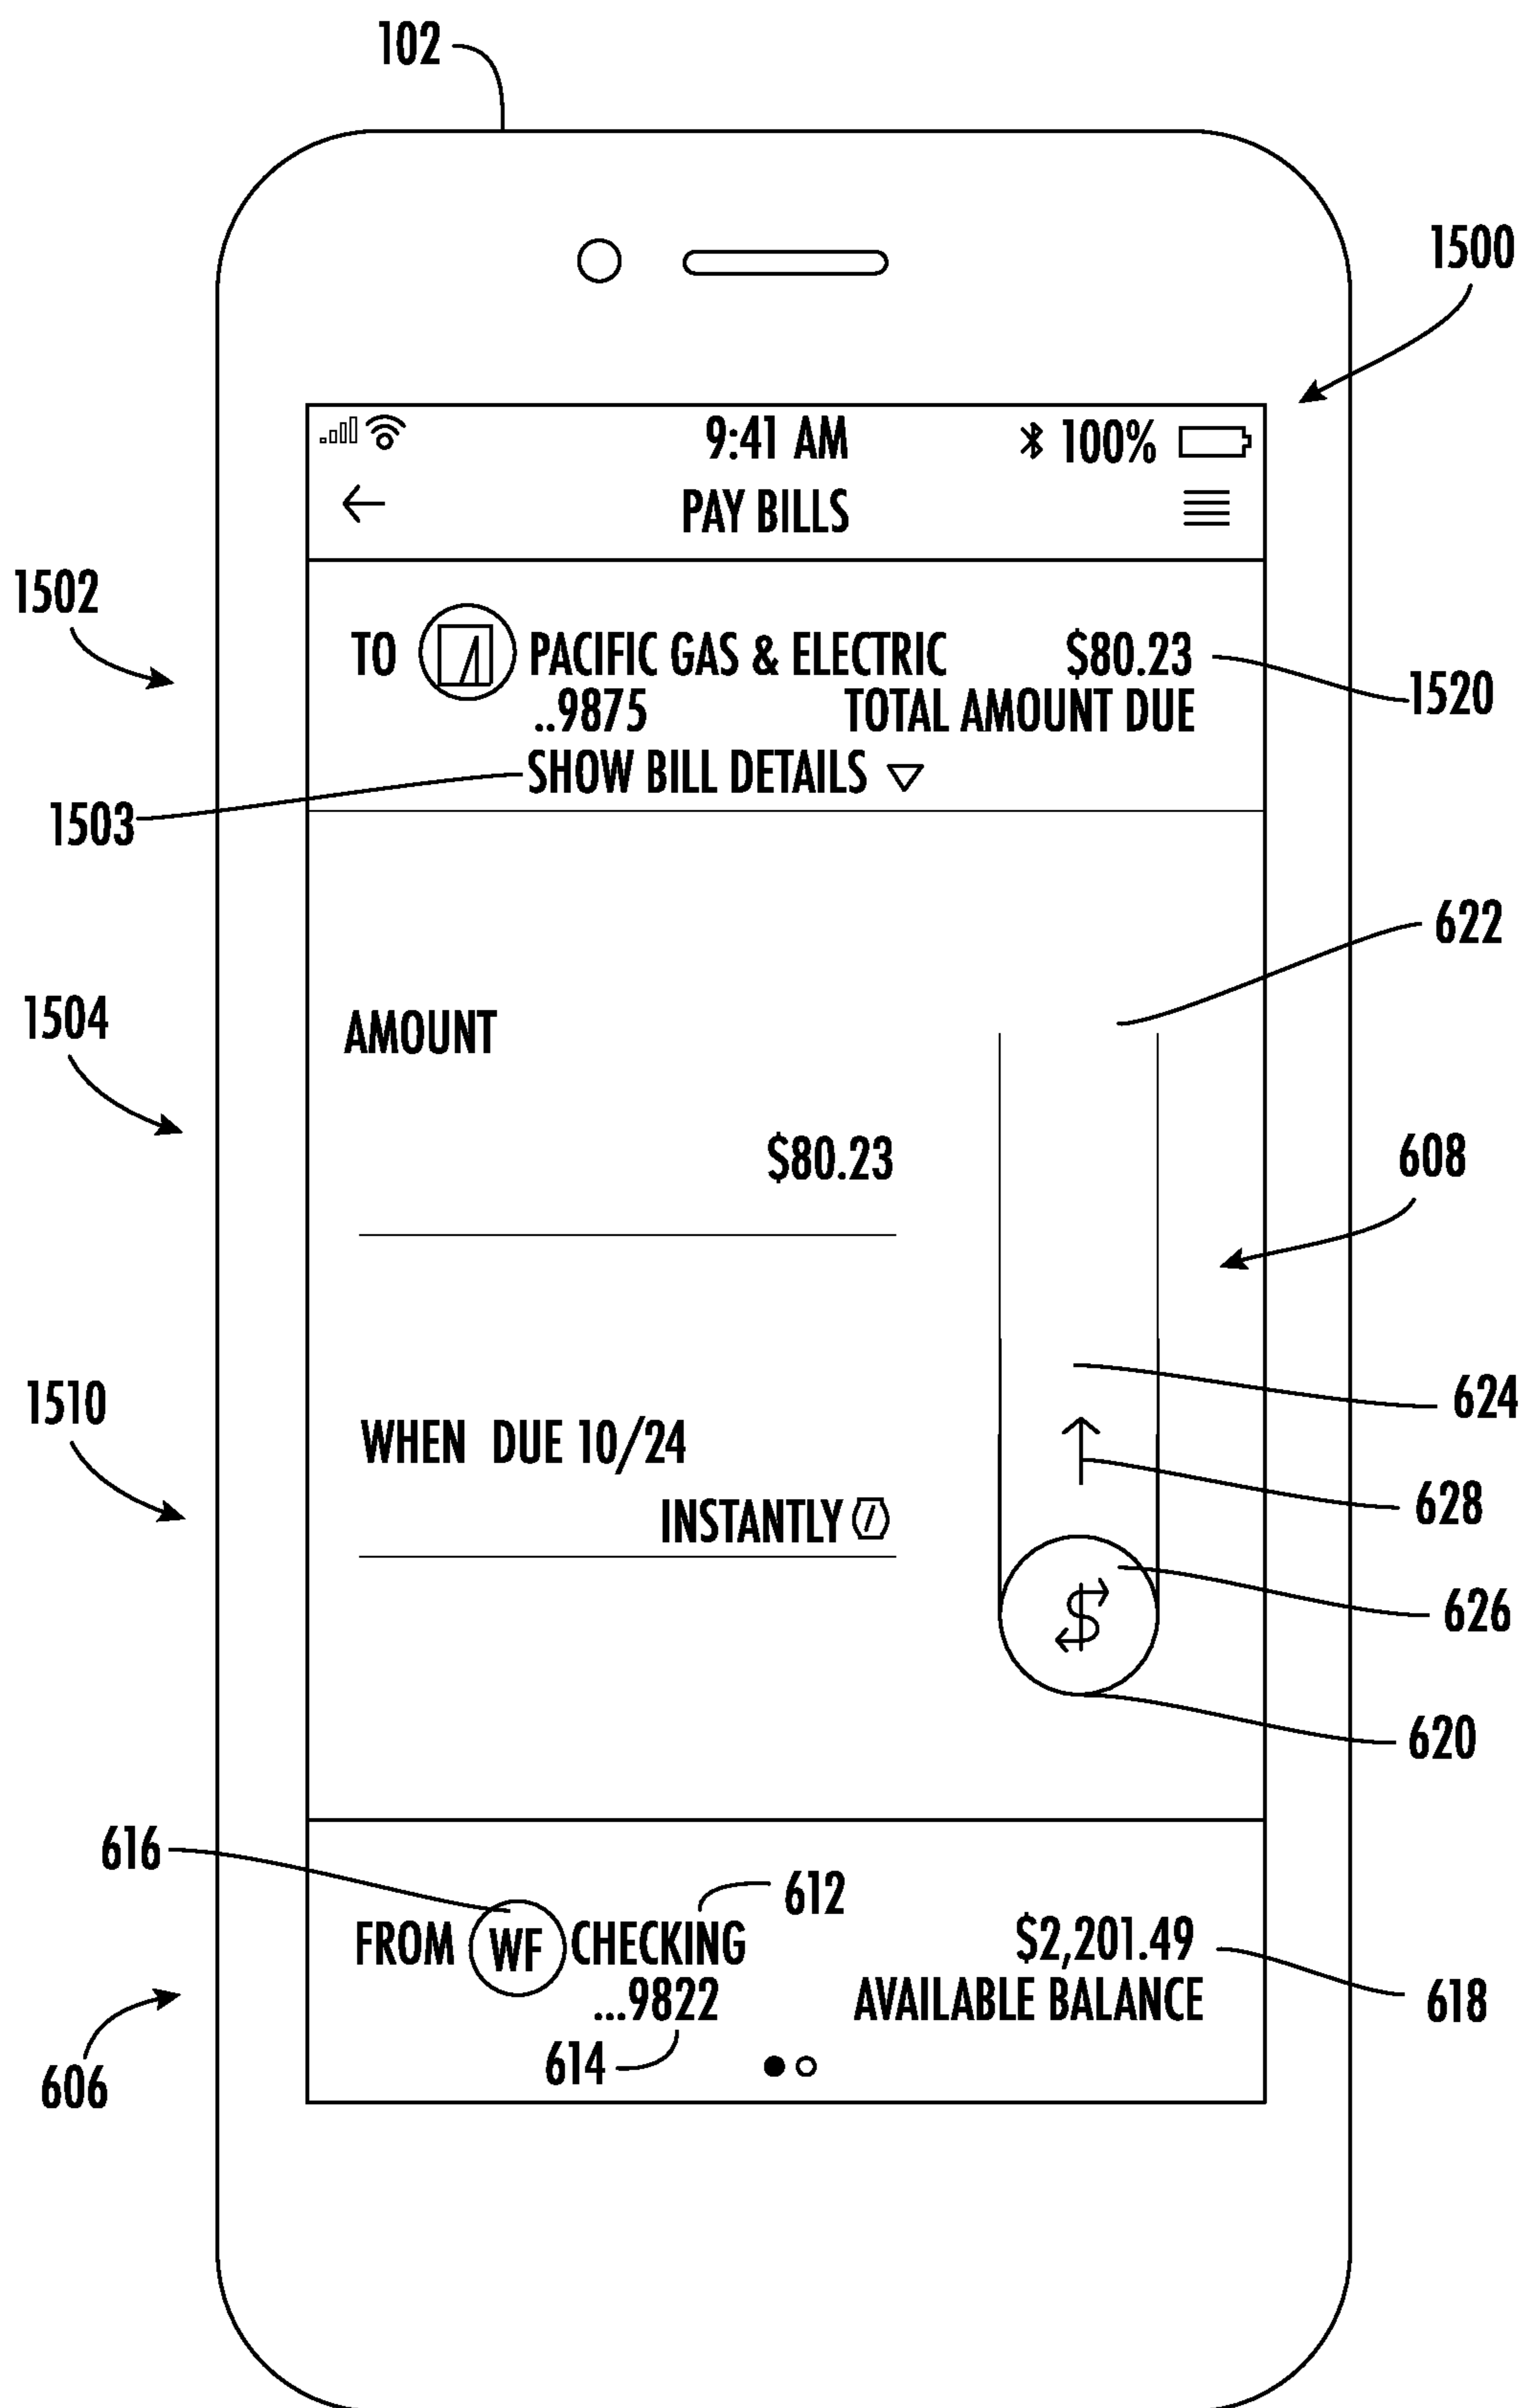 102
1500
9:41 AM 100%
PAY BILLS
1502
TO PACIFIC GAS & ELECTRIC $80.23
1520
..9875 TOTAL AMOUNT DUE
SHOW BILL DETAILS
1503
622
1504
AMOUNT
$80.23
608
624
1510
WHEN DUE 10/24
628
INSTANTLY
$
626
620
616
612
FROM WF CHECKING $2,201.49
...9822 AVAILABLE BALANCE
618
614
606